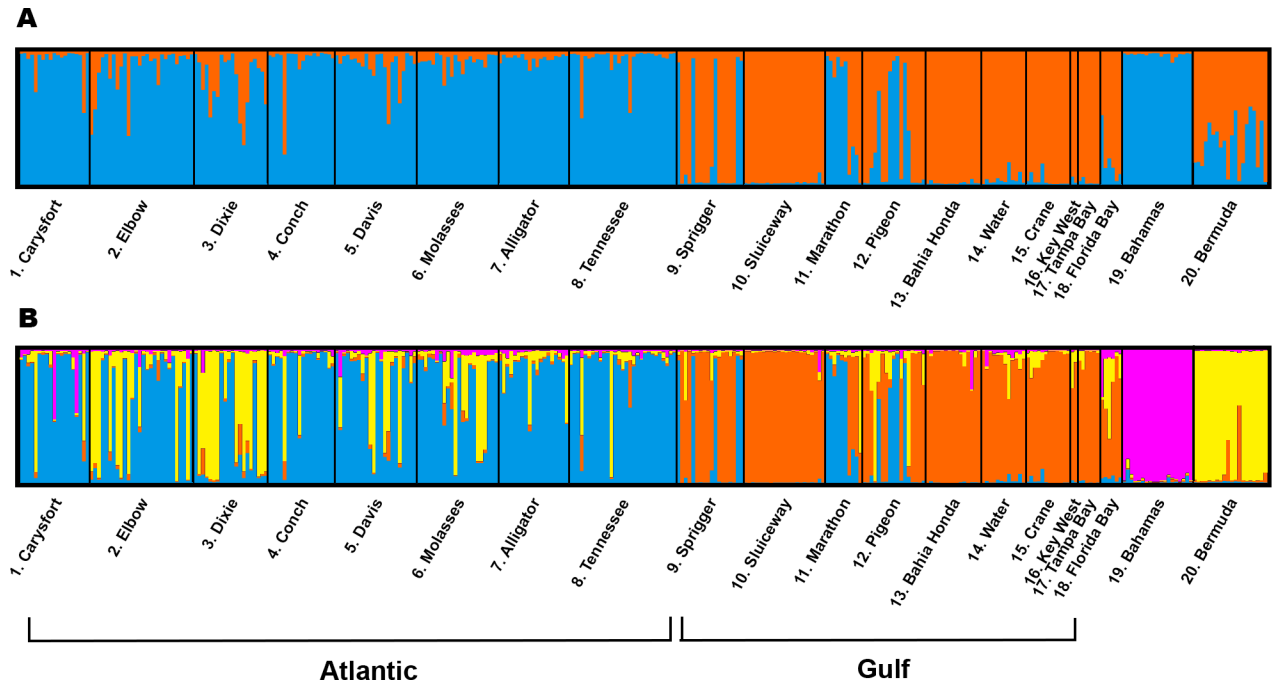 A
1. Carysfort
2. Elbow
3. Dixie
4. Conch
5. Davis
6. Molasses
7. Alligator
8. Tennessee
9. Sprigger
10. Sluiceway
11. Marathon
12. Pigeon
13. Bahia Honda
14. Water
15. Crane
16. Key West
17. Tampa Bay
18. Florida Bay
19. Bahamas
20. Bermuda
B
1. Carysfort
2. Elbow
3. Dixie
4. Conch
5. Davis
6. Molasses
7. Alligator
8. Tennessee
9. Sprigger
10. Sluiceway
11. Marathon
12. Pigeon
13. Bahia Honda
14. Water
15. Crane
16. Key West
17. Tampa Bay
18. Florida Bay
19. Bahamas
20. Bermuda
Atlantic
Gulf